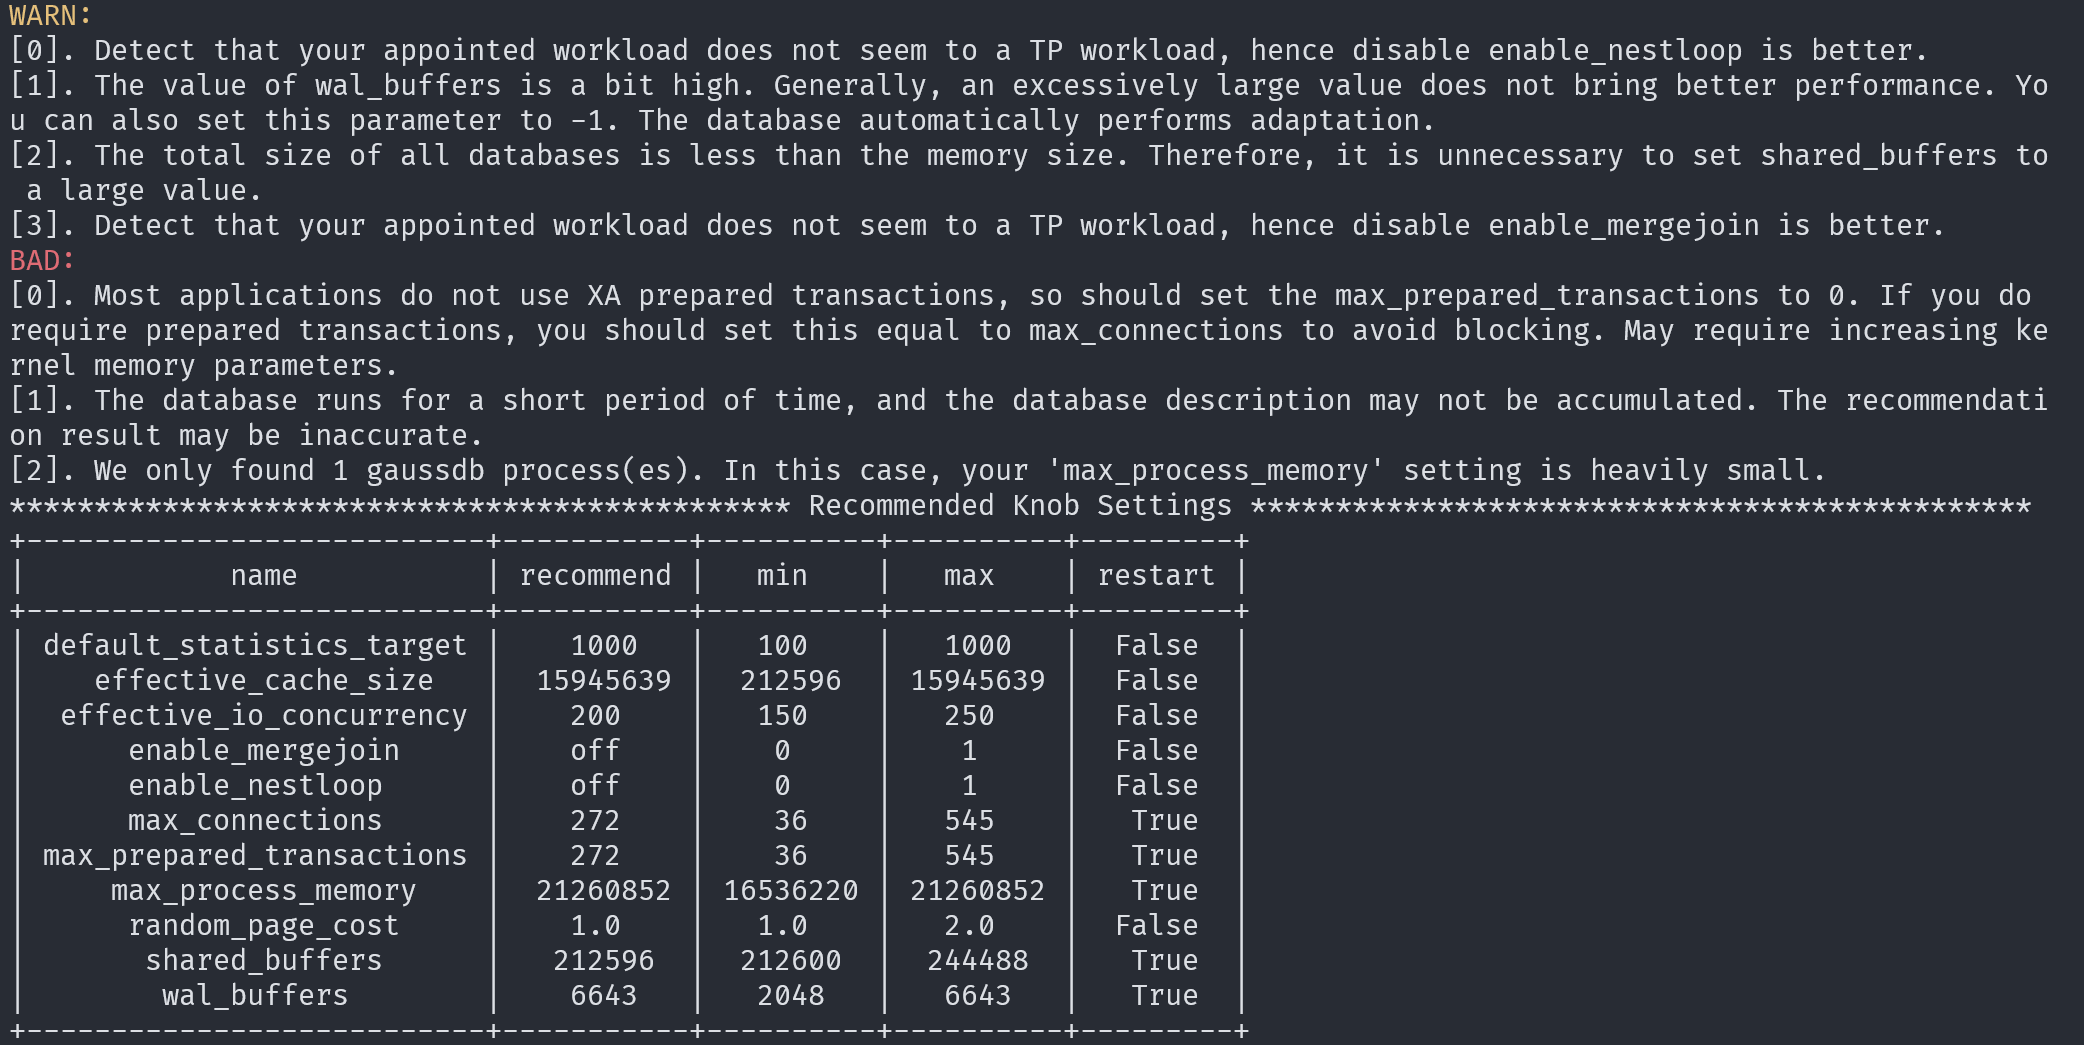 WARN:
[0]. Detect that your appointed workload does not seem to a TP workload, hence disable enable_nestloop is better.
[1]. The value of wal_buffers is a bit high. Generally, an excessively large value does not bring better performance. Yo
u can also set this parameter to -1. The database automatically performs adaptation.
[2]. The total size of all databases is less than the memory size. Therefore, it is unnecessary to set shared_buffers to
 a large value.
[3]. Detect that your appointed workload does not seem to a TP workload, hence disable enable_mergejoin is better.
BAD:
[0]. Most applications do not use XA prepared transactions, so should set the max_prepared_transactions to 0. If you do
require prepared transactions, you should set this equal to max_connections to avoid blocking. May require increasing ke
rnel memory parameters.
[1]. The database runs for a short period of time, and the database description may not be accumulated. The recommendati
on result may be inaccurate.
[2]. We only found 1 gaussdb process(es). In this case, your 'max_process_memory' setting is heavily small.
********************************************** Recommended Knob Settings **********************************************
+---------------------------+-----------+----------+----------+---------+
|            name           | recommend |   min    |   max    | restart |
+---------------------------+-----------+----------+----------+---------+
| default_statistics_target |    1000   |   100    |   1000   |  False  |
|    effective_cache_size   |  15945639 |  212596  | 15945639 |  False  |
|  effective_io_concurrency |    200    |   150    |   250    |  False  |
|      enable_mergejoin     |    off    |    0     |    1     |  False  |
|      enable_nestloop      |    off    |    0     |    1     |  False  |
|      max_connections      |    272    |    36    |   545    |   True  |
| max_prepared_transactions |    272    |    36    |   545    |   True  |
|     max_process_memory    |  21260852 | 16536220 | 21260852 |   True  |
|      random_page_cost     |    1.0    |   1.0    |   2.0    |  False  |
|       shared_buffers      |   212596  |  212600  |  244488  |   True  |
|        wal_buffers        |    6643   |   2048   |   6643   |   True  |
+---------------------------+-----------+----------+----------+---------+